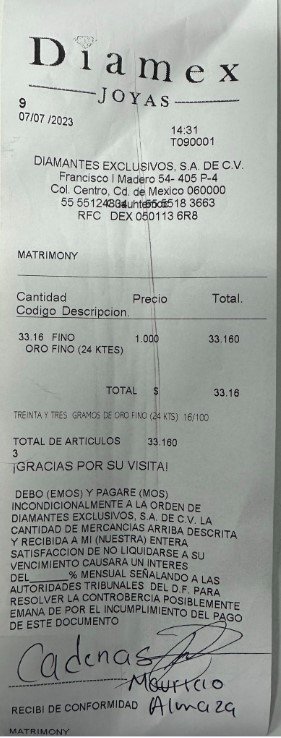 Diamex
JOYAS
9
07/07 /2023
14:31
T090001
DIAMANTES EXCLUSIVOS, S.A. DE C.V.
Francisco I Madero 54- 405 P-4
Col. Centro, Cd. de Mexico 060000
55 5518 3663
RFC DEX 050113 6R8
MATRIMONY
Cantidad Precio Total.
Codigo Descripcion.
33.16 FINO 1.000 33,160
ORO FINO (24 KTES)
TOTAL $ 33.16
TREINTA Y TRES GRAMOS DE ORO FINO (24 KTS) 16/100
TOTAL DE ARTICULOS 33.160
3
¡GRACIAS POR SU VISITA!
DEBO (EMOS) Y PAGARE (MOS)
INCONDICIONALMENTE A LA ORDEN DE
DIAMANTES EXCLUSIVOS, S.A. DE C.V. LA
CANTIDAD DE MERCANCIAS ARRIBA DESCRITA
Y RECIBIDA A MI (NUESTRA) ENTERA
SATISFACCION DE NO LIQUIDARSE A SU
VENCIMIENTO CAUSARA UN INTERES
DEL______% MENSUAL SEÑALANDO A LAS
AUTORIDADES TRIBUNALES DEL D.F. PARA
RESOLVER LA CONTROBERCIA POSIBLEMENTE
EMANA DE POR EL INCUMPLIMIENTO DEL PAGO
DE ESTE DOCUMENTO
Cadenas
Mauricio
RECIBI DE CONFORMIDAD Almaza
MATRIMONY